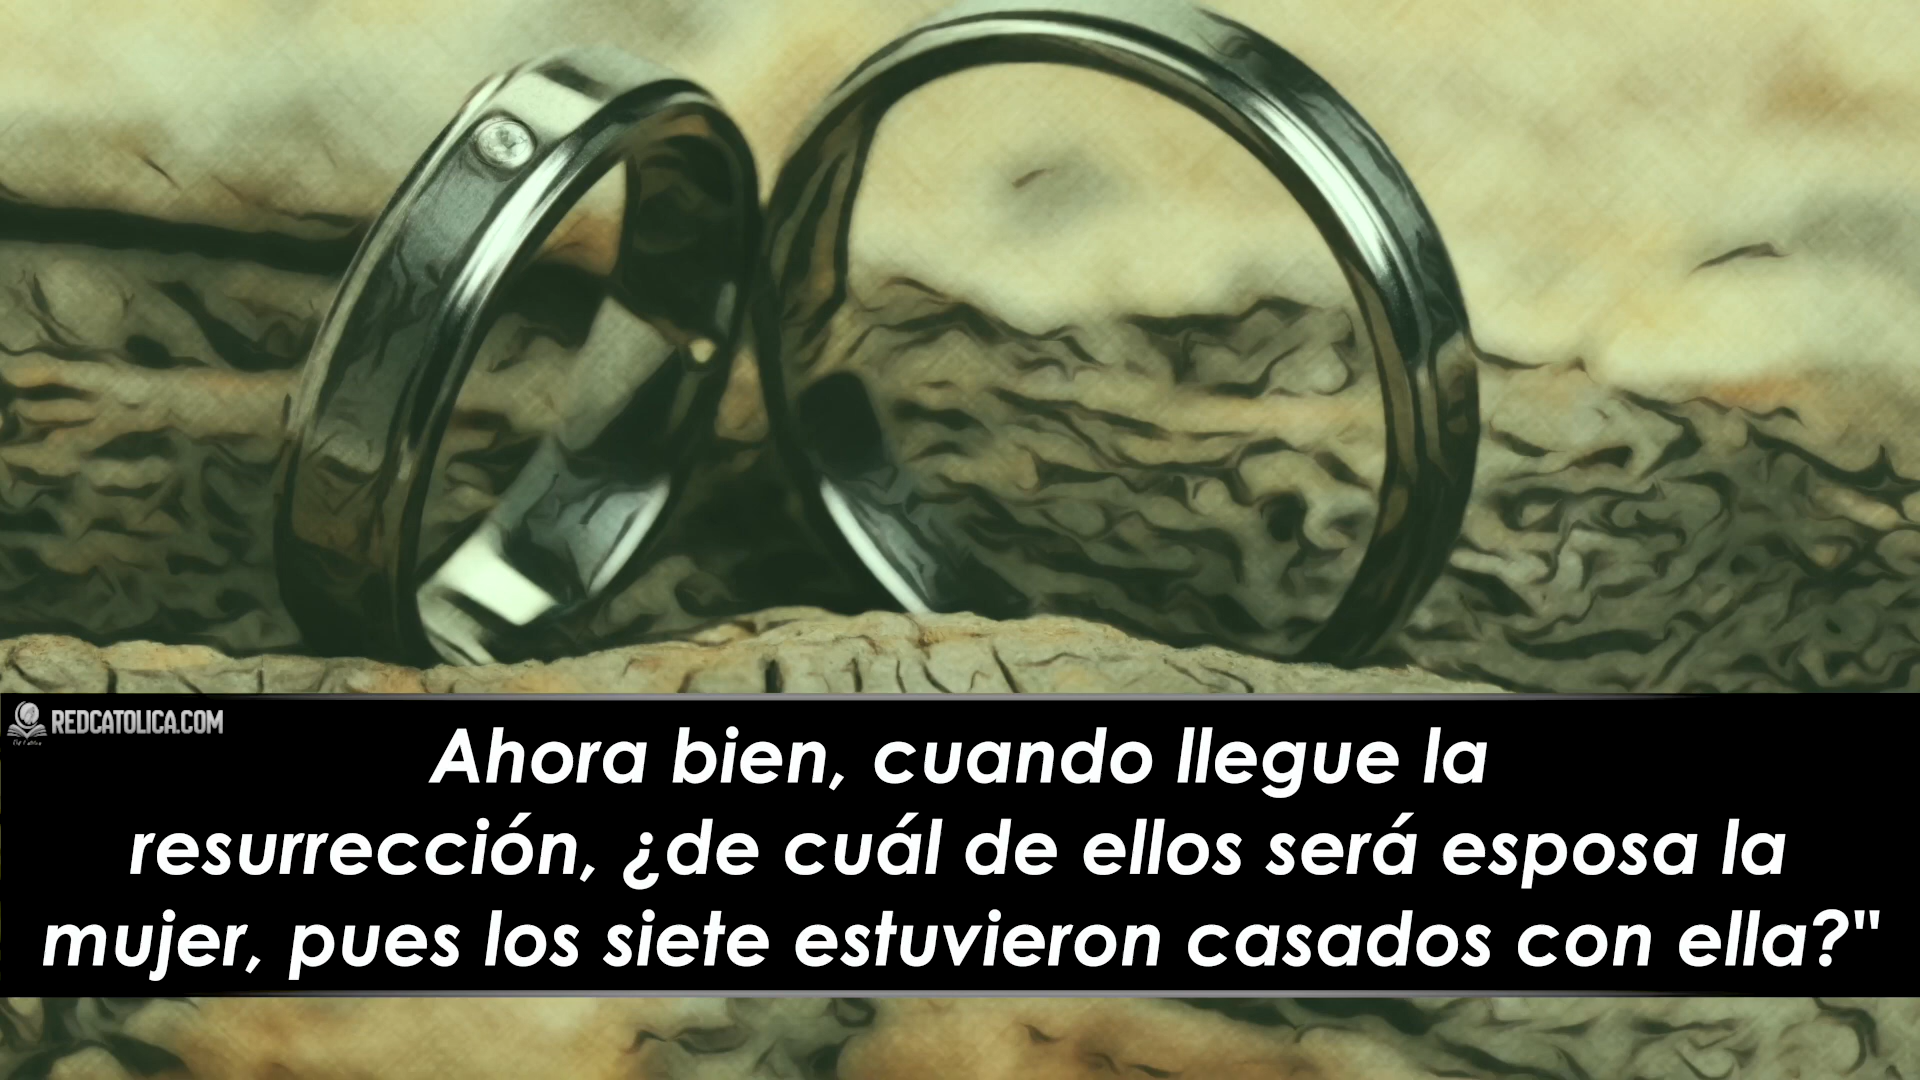 REDCATOLICA.COM
Ahora bien, cuando llegue la
resurrección, ¿de cuál de ellos será esposa la
mujer, pues los siete estuvieron casados con ella?"